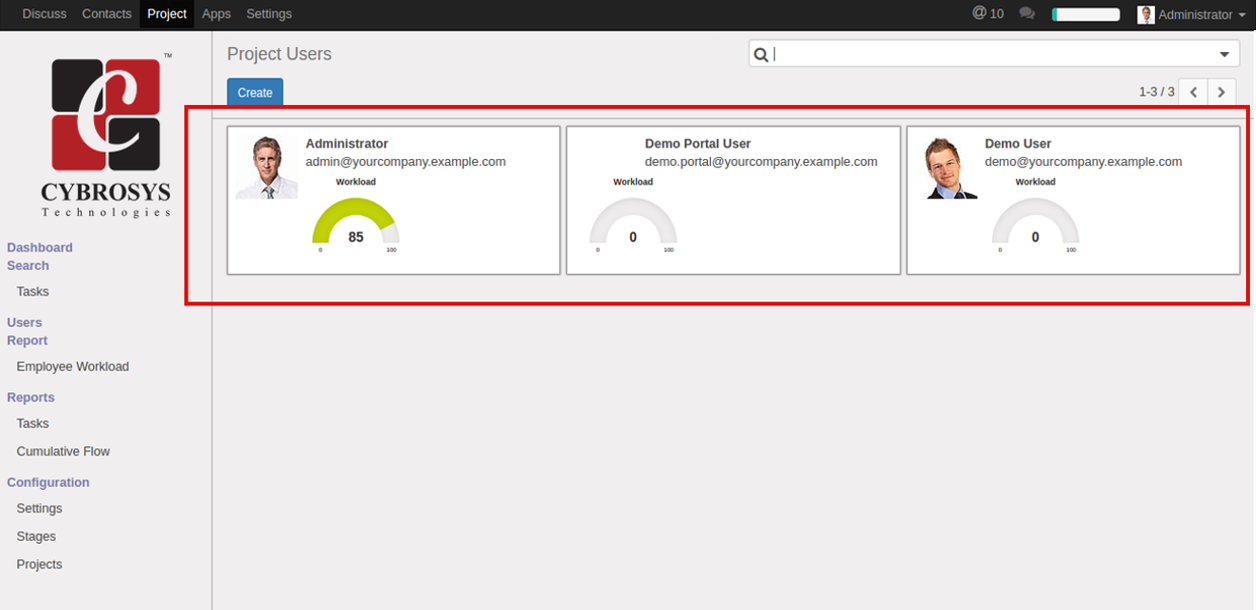 Discuss Contacts Project Apps Settings @ 10 Administrator
TM
CYBROSYS
Technologies
Dashboard
Search
Tasks
Users
Report
Employee Workload
Reports
Tasks
Cumulative Flow
Configuration
Settings
Stages
Projects
Project Users
Create
1-3 / 3
Administrator
admin@yourcompany.example.com
Workload
85
0 100
Demo Portal User
demo.portal@yourcompany.example.com
Workload
0
0 100
Demo User
demo@yourcompany.example.com
Workload
0
0 100